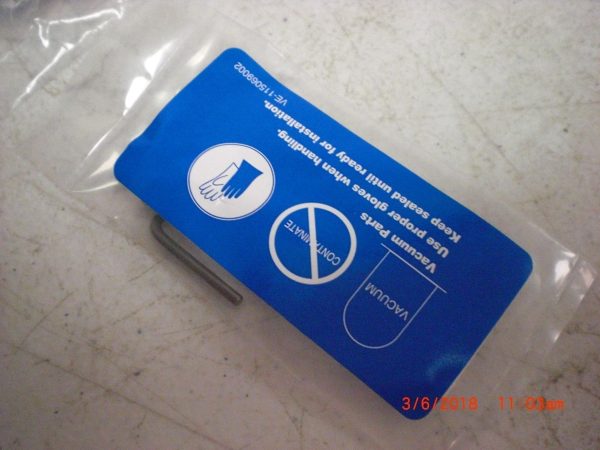 VACUUM
CONTAMINATE
Vacuum Parts
Use proper gloves when handling.
Keep sealed until ready for installation.
VE-115069002
3/6/2018 11:03am